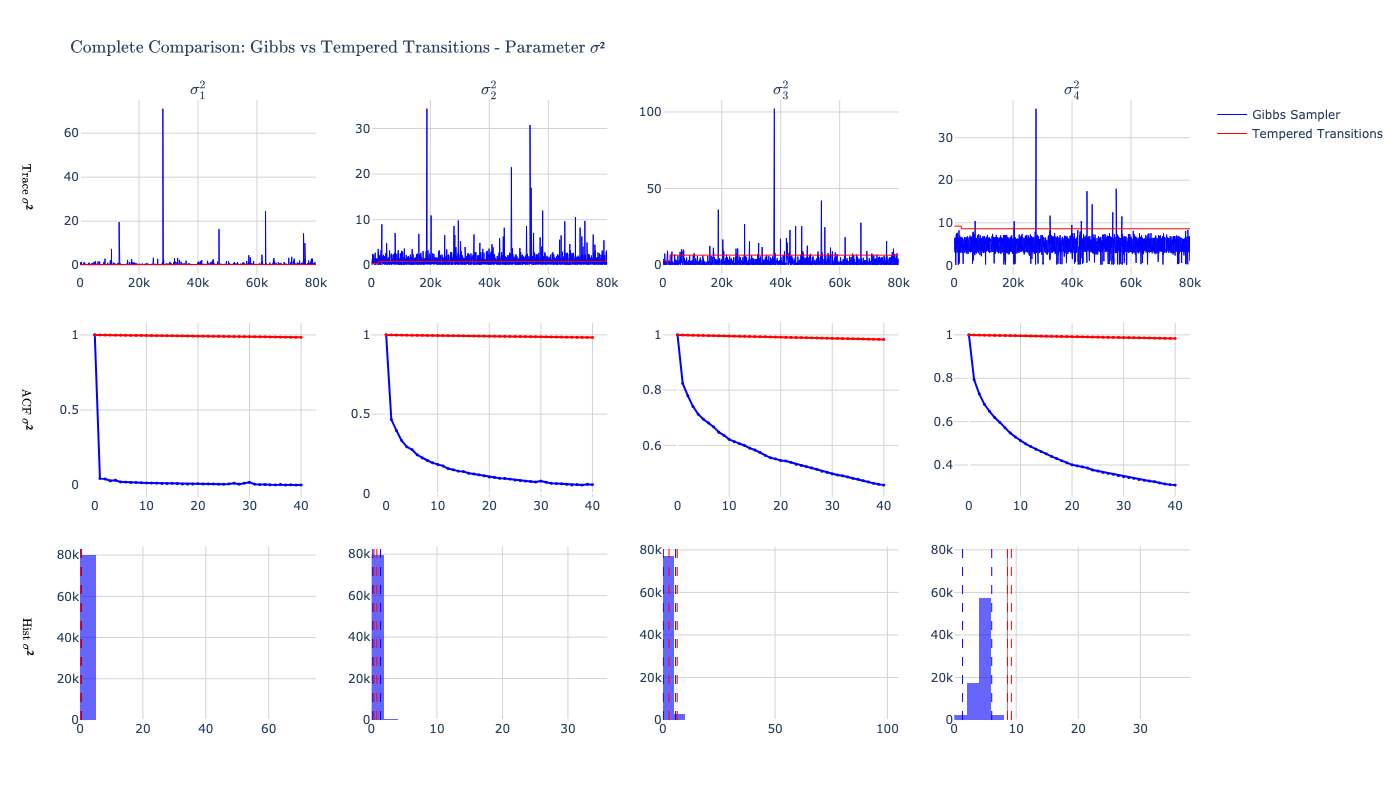 Complete Comparison: Gibbs vs Tempered Transitions - Parameter σ²
σ₁² σ₂² σ₃² σ₄²
Gibbs Sampler
Tempered Transitions
Trace σ²
60
40
20
0
0 20k 40k 60k 80k
30
20
10
0
0 20k 40k 60k 80k
100
50
0
0 20k 40k 60k 80k
30
20
10
0
0 20k 40k 60k 80k
ACF σ²
1
0.5
0
0 10 20 30 40
1
0.5
0
0 10 20 30 40
1
0.8
0.6
0 10 20 30 40
1
0.8
0.6
0.4
0 10 20 30 40
Hist σ²
80k
60k
40k
20k
0
0 20 40 60
80k
60k
40k
20k
0
0 10 20 30
80k
60k
40k
20k
0
0 50 100
80k
60k
40k
20k
0
0 10 20 30